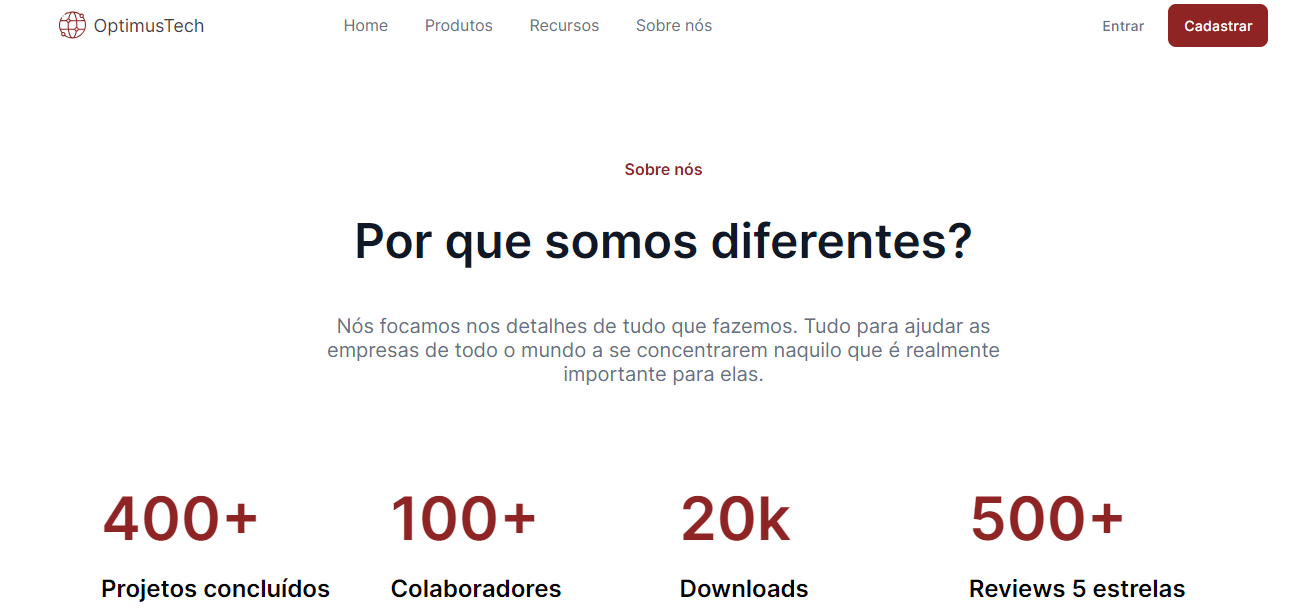 OptimusTech Home Produtos Recursos Sobre nós Entrar Cadastrar
Sobre nós
Por que somos diferentes?
Nós focamos nos detalhes de tudo que fazemos. Tudo para ajudar as
empresas de todo o mundo a se concentrarem naquilo que é realmente
importante para elas.
400+ 100+ 20k 500+
Projetos concluídos Colaboradores Downloads Reviews 5 estrelas